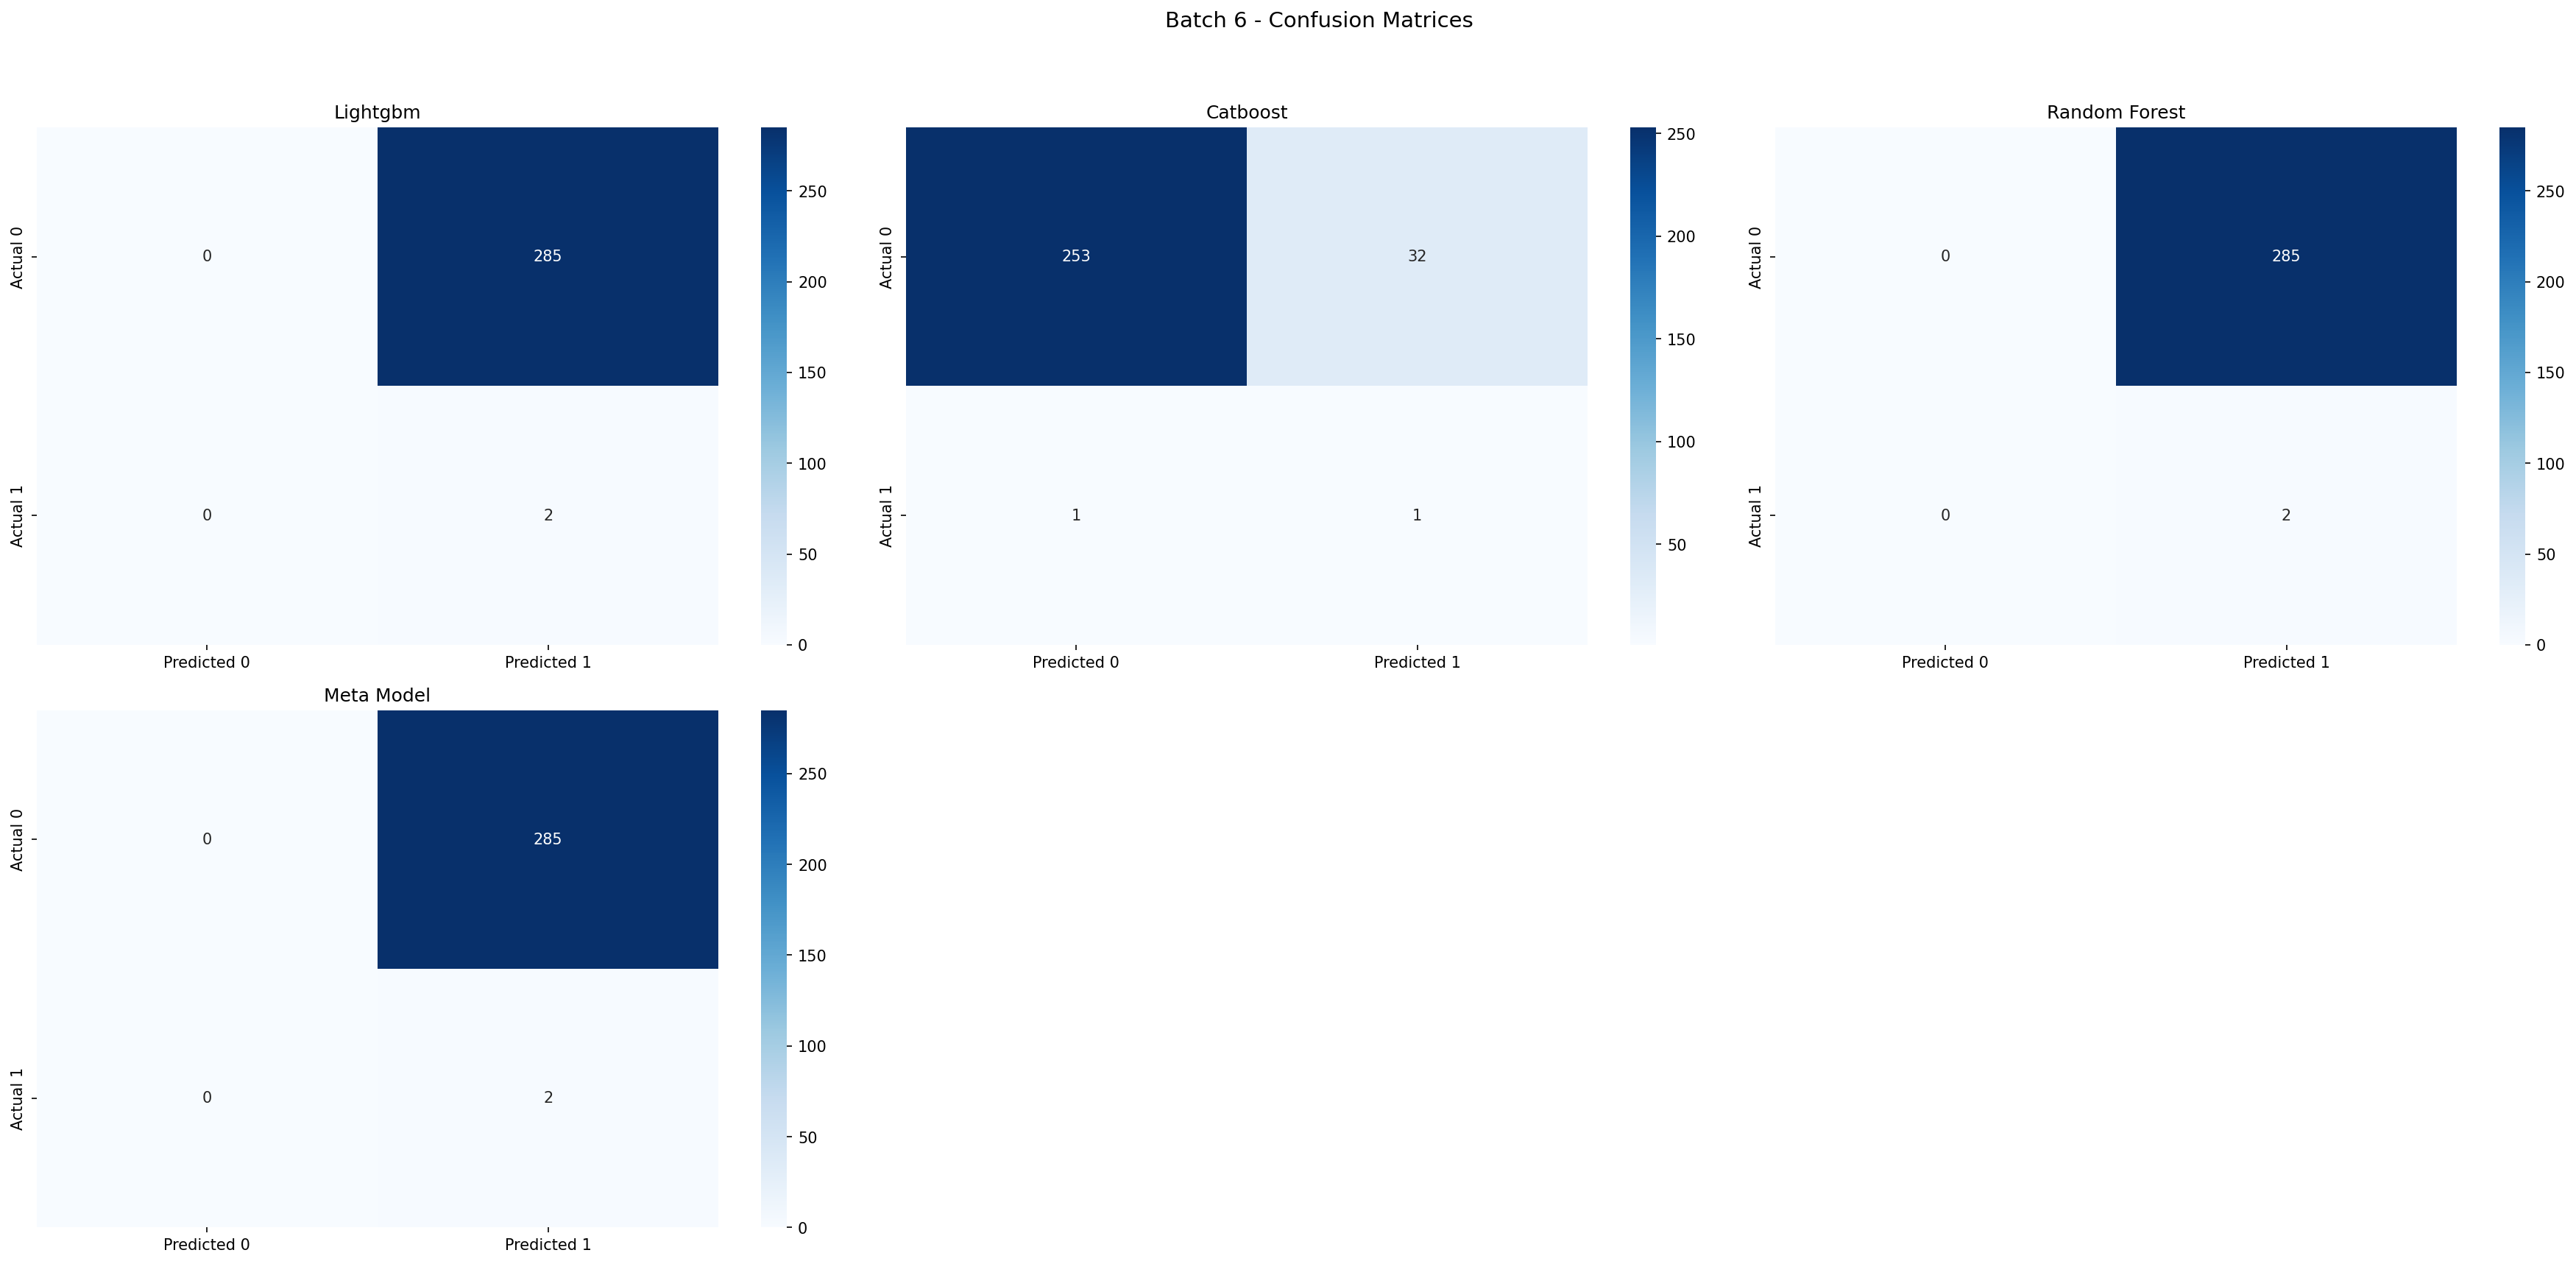 Batch 6 - Confusion Matrices
Lightgbm
Actual 0
0
285
Actual 1
0
2
Predicted 0
Predicted 1
250
200
150
100
50
0
Catboost
Actual 0
253
32
Actual 1
1
1
Predicted 0
Predicted 1
250
200
150
100
50
Random Forest
Actual 0
0
285
Actual 1
0
2
Predicted 0
Predicted 1
250
200
150
100
50
0
Meta Model
Actual 0
0
285
Actual 1
0
2
Predicted 0
Predicted 1
250
200
150
100
50
0